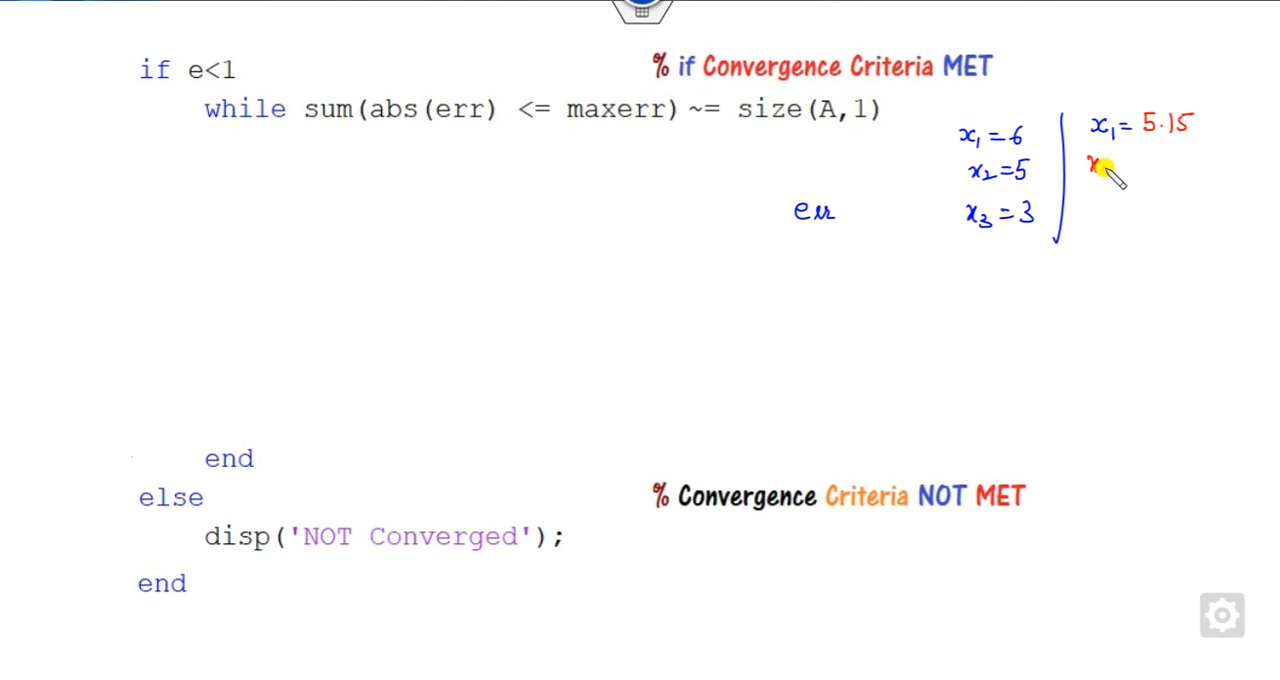 if e<1 % if Convergence Criteria MET
while sum(abs(err) <= maxerr) ~= size(A,1)
x₁ = 6 x₁ = 5.15
x₂ = 5 x
err x₃ = 3
end
else % Convergence Criteria NOT MET
disp('NOT Converged');
end